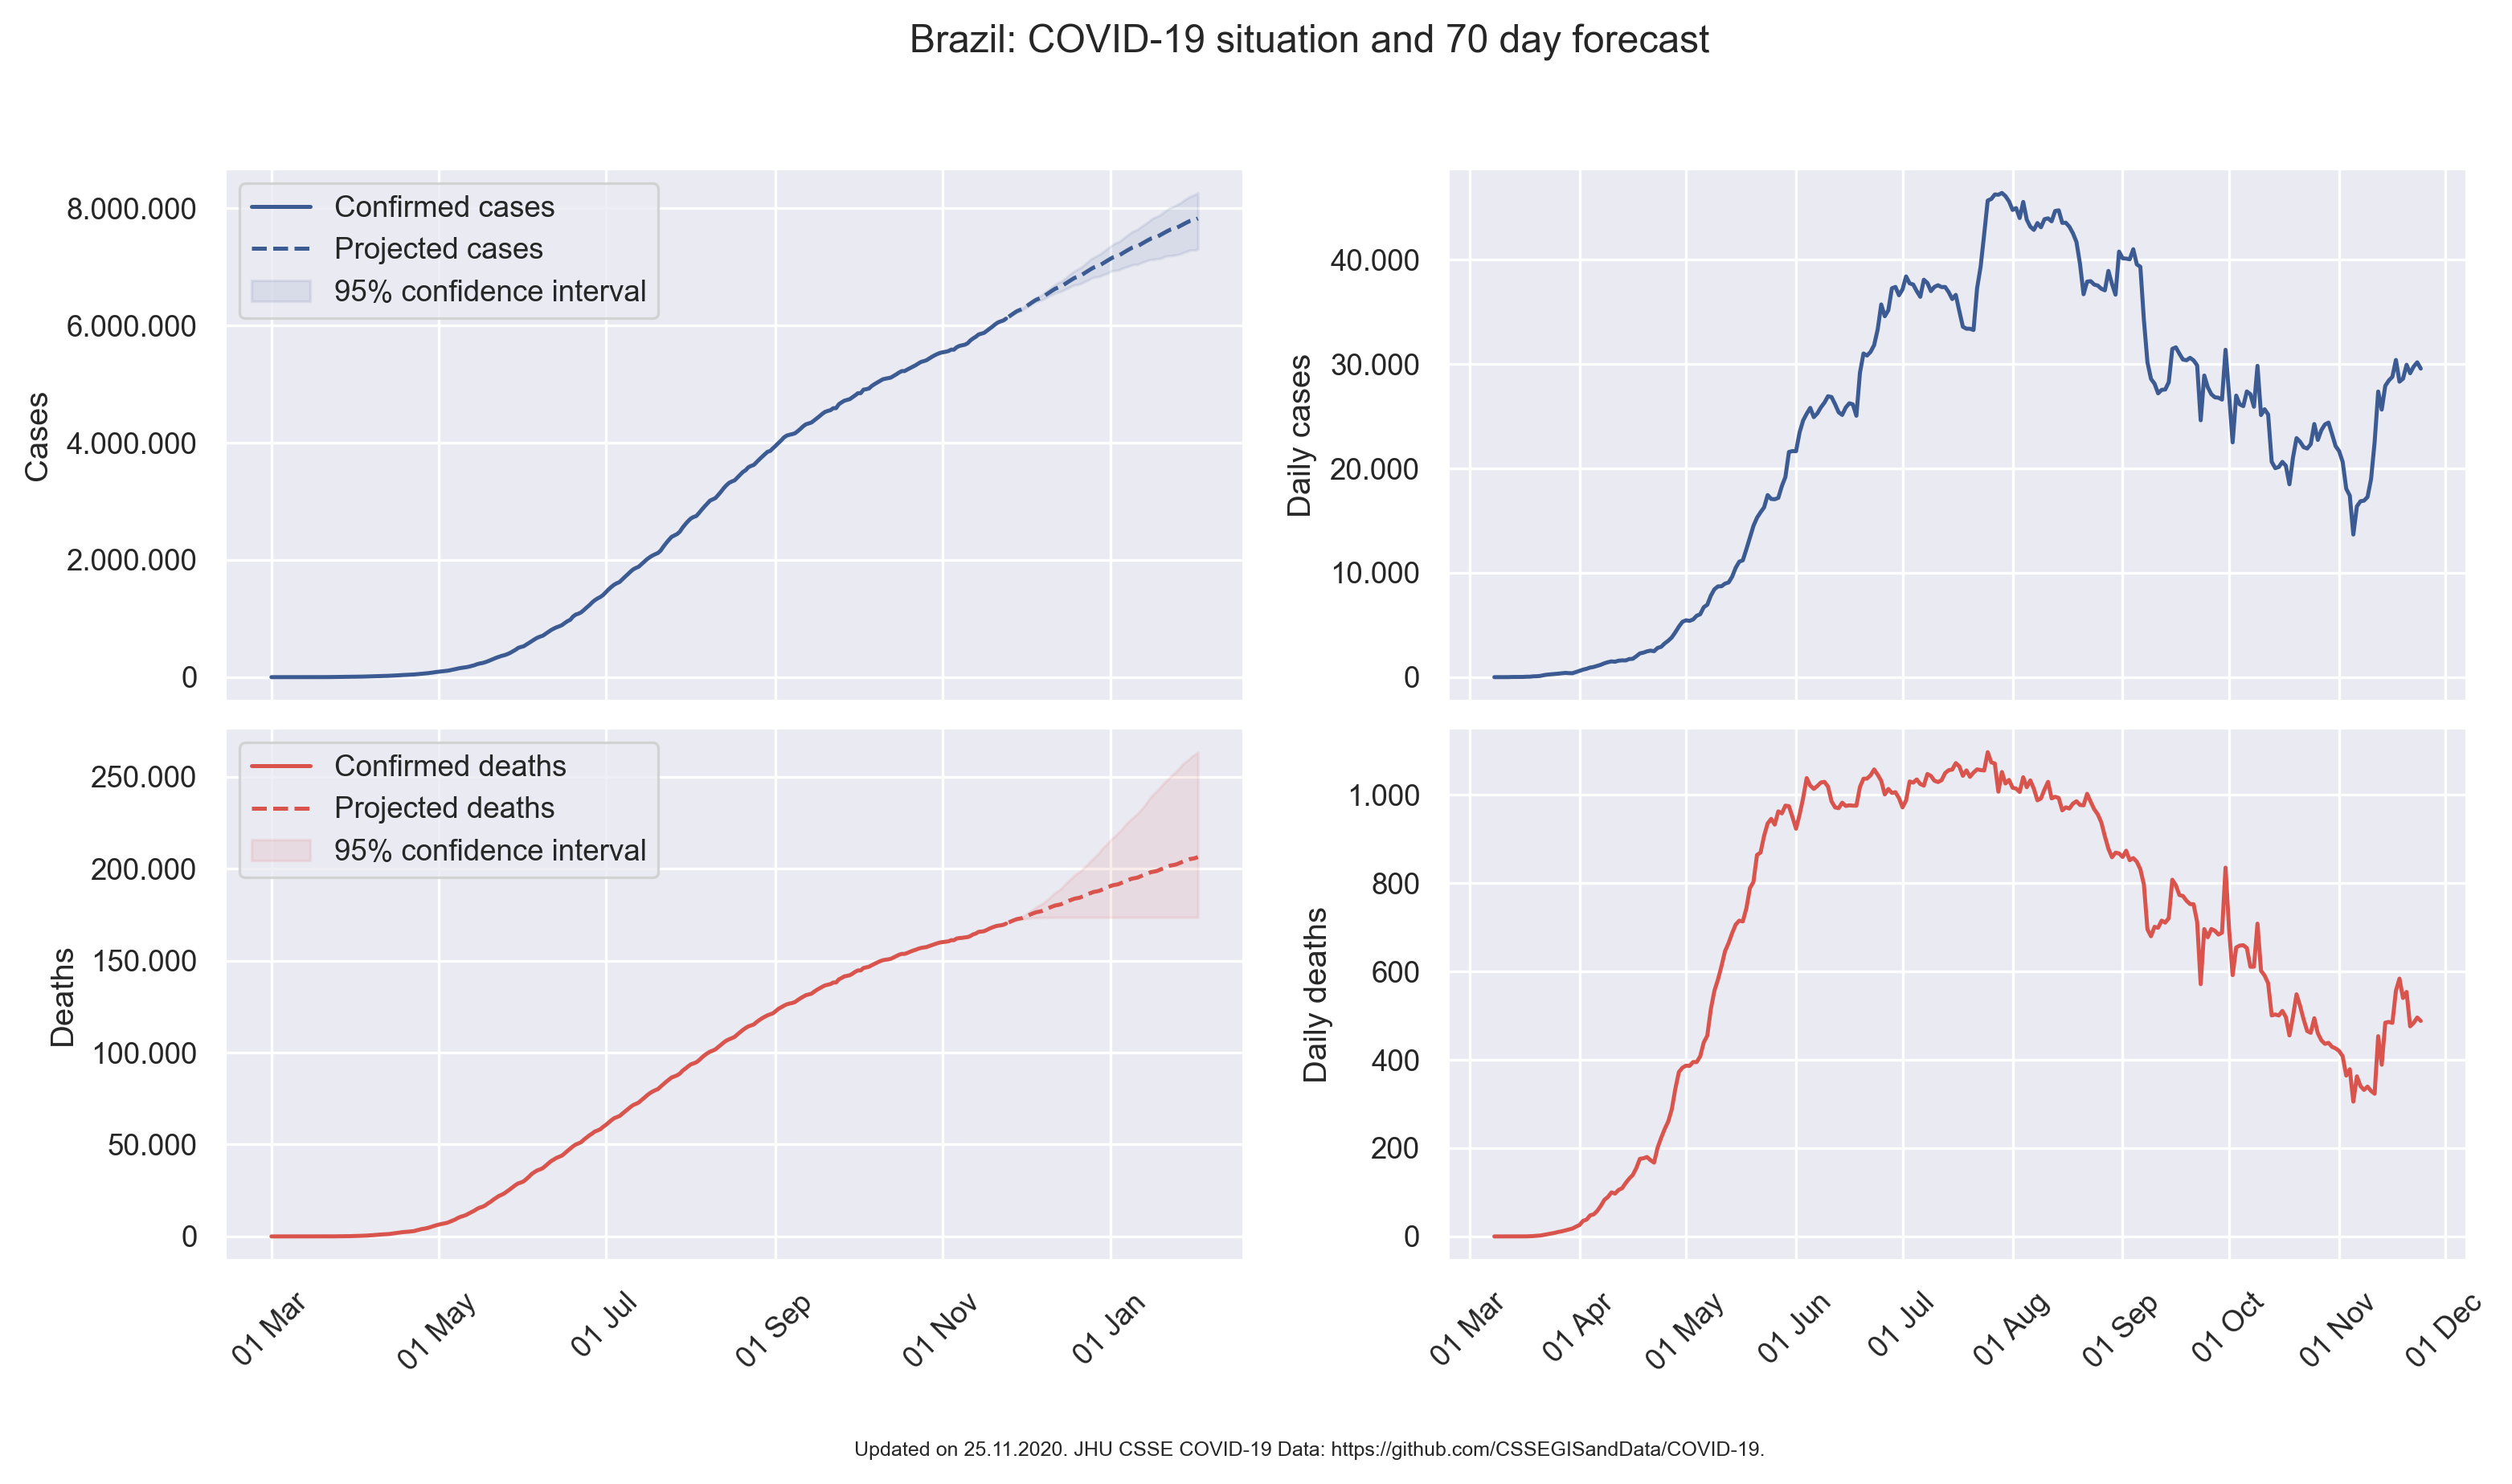 Brazil: COVID-19 situation and 70 day forecast
Confirmed cases
Projected cases
95% confidence interval
8.000.000
6.000.000
4.000.000
2.000.000
0
Cases
40.000
30.000
20.000
10.000
0
Daily cases
Confirmed deaths
Projected deaths
95% confidence interval
250.000
200.000
150.000
100.000
50.000
0
Deaths
01 Mar
01 May
01 Jul
01 Sep
01 Nov
01 Jan
1.000
800
600
400
200
0
Daily deaths
01 Mar
01 Apr
01 May
01 Jun
01 Jul
01 Aug
01 Sep
01 Oct
01 Nov
01 Dec
Updated on 25.11.2020. JHU CSSE COVID-19 Data: https://github.com/CSSEGISandData/COVID-19.